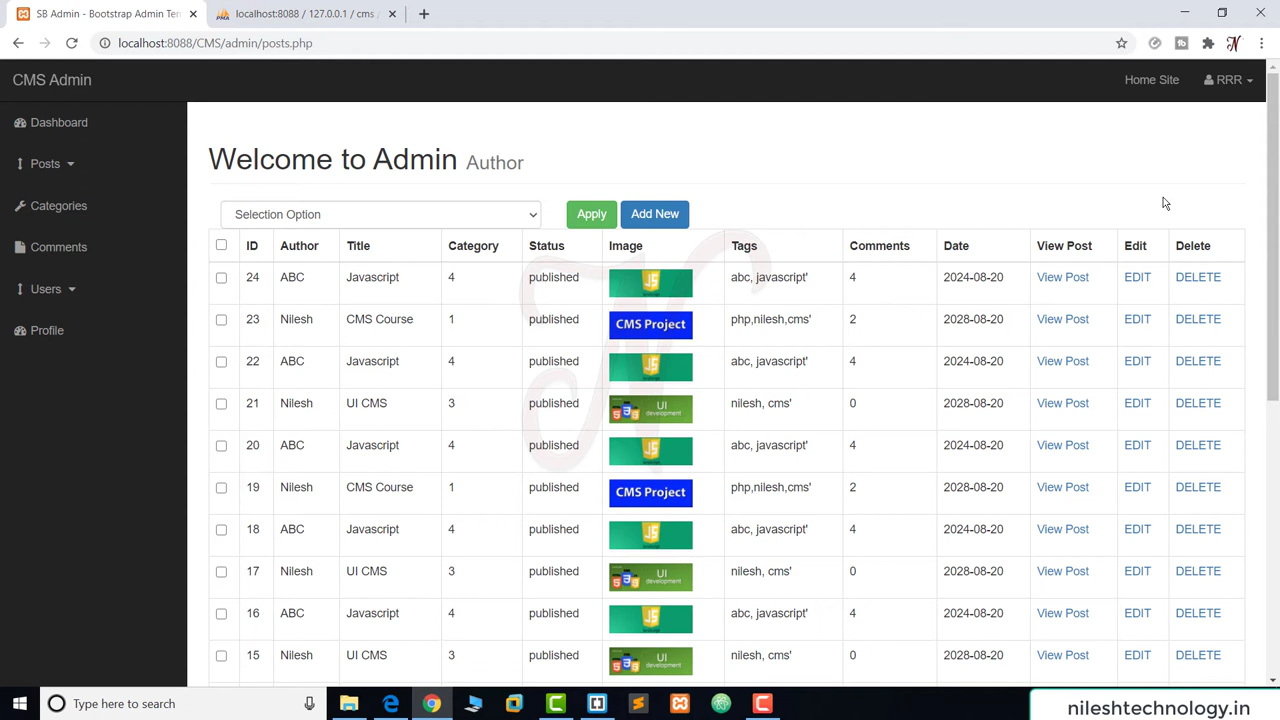 SB Admin - Bootstrap Admin Ten
localhost:8088 / 127.0.0.1 / cms /
localhost:8088/CMS/admin/posts.php
CMS Admin
Home Site
RRR
Dashboard
Posts
Categories
Comments
Users
Profile
Welcome to Admin Author
Selection Option
Apply
Add New
ID Author Title Category Status Image Tags Comments Date View Post Edit Delete
24 ABC Javascript 4 published JS abc, javascript' 4 2024-08-20 View Post EDIT DELETE
23 Nilesh CMS Course 1 published CMS Project php,nilesh,cms' 2 2028-08-20 View Post EDIT DELETE
22 ABC Javascript 4 published JS abc, javascript' 4 2024-08-20 View Post EDIT DELETE
21 Nilesh UI CMS 3 published UI development nilesh, cms' 0 2028-08-20 View Post EDIT DELETE
20 ABC Javascript 4 published JS abc, javascript' 4 2024-08-20 View Post EDIT DELETE
19 Nilesh CMS Course 1 published CMS Project php,nilesh,cms' 2 2028-08-20 View Post EDIT DELETE
18 ABC Javascript 4 published JS abc, javascript' 4 2024-08-20 View Post EDIT DELETE
17 Nilesh UI CMS 3 published UI development nilesh, cms' 0 2028-08-20 View Post EDIT DELETE
16 ABC Javascript 4 published JS abc, javascript' 4 2024-08-20 View Post EDIT DELETE
15 Nilesh UI CMS 3 published UI development nilesh, cms' 0 2028-08-20 View Post EDIT DELETE
Type here to search
nileshtechnology.in